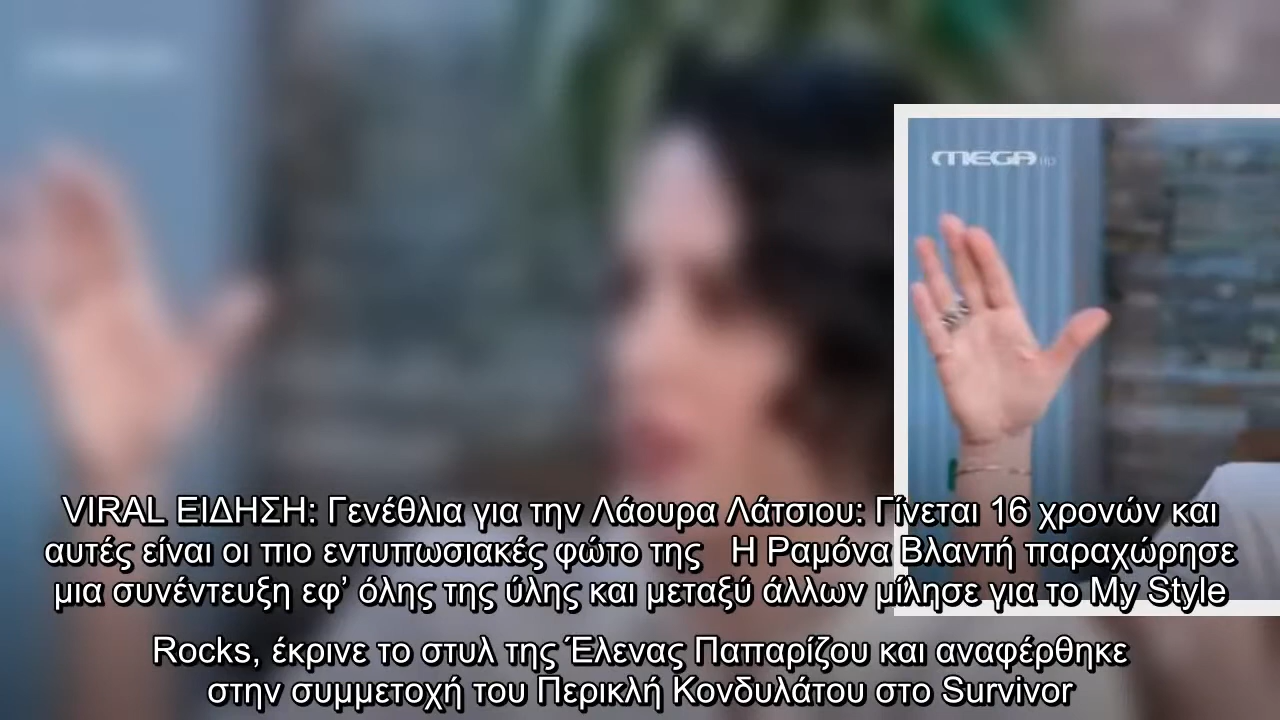 MEGA HD
VIRAL ΕΙΔΗΣΗ: Γενέθλια για την Λάουρα Λάτσιου: Γίνεται 16 χρονών και
αυτές είναι οι πιο εντυπωσιακές φώτο της   Η Ραμόνα Βλαντή παραχώρησε
μια συνέντευξη εφ’ όλης της ύλης και μεταξύ άλλων μίλησε για το My Style
Rocks, έκρινε το στυλ της Έλενας Παπαρίζου και αναφέρθηκε
στην συμμετοχή του Περικλή Κονδυλάτου στο Survivor